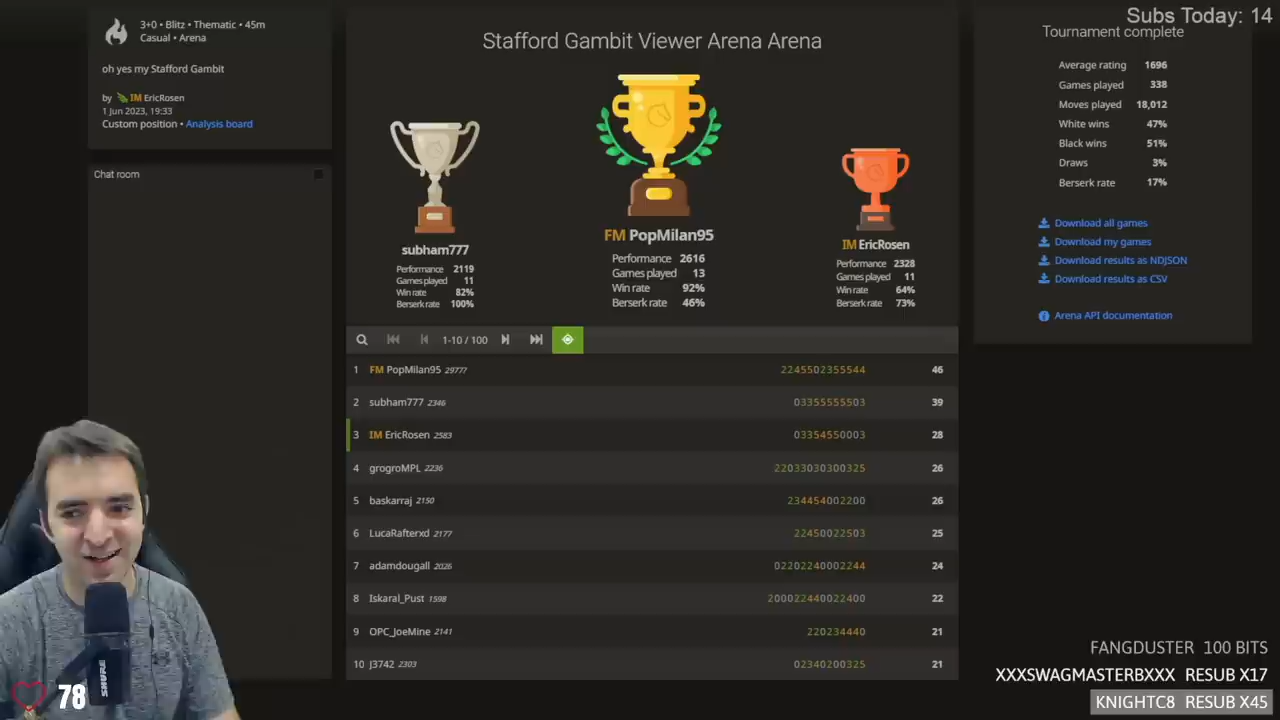 Subs Today: 14
3+0 • Blitz • Thematic • 45m
Casual • Arena
oh yes my Stafford Gambit
by IM EricRosen
1 Jun 2023, 19:33
Custom position • Analysis board
Chat room
Stafford Gambit Viewer Arena Arena
subham777
Performance 2119
Games played 11
Win rate 82%
Berserk rate 100%
FM PopMilan95
Performance 2616
Games played 13
Win rate 92%
Berserk rate 46%
IM EricRosen
Performance 2328
Games played 11
Win rate 64%
Berserk rate 73%
1-10 / 100
1 FM PopMilan95 29777 2245502355544 46
2 subham777 2346 03355555503 39
3 IM EricRosen 2583 03354550003 28
4 grogroMPL 2236 22033030300325 26
5 baskarraj 2150 234454002200 26
6 LucaRafterxd 2177 22450022503 25
7 adamdougall 2026 02202240002244 24
8 Iskaral_Pust 1598 200022440022400 22
9 OPC_JoeMine 2141 220234440 21
10 J3742 2303 02340200325 21
Tournament complete
Average rating 1696
Games played 338
Moves played 18,012
White wins 47%
Black wins 51%
Draws 3%
Berserk rate 17%
Download all games
Download my games
Download results as NDJSON
Download results as CSV
Arena API documentation
78
SHURE
FANGDUSTER 100 BITS
XXXSWAGMASTERBXXX RESUB X17
KNIGHTC8 RESUB X45